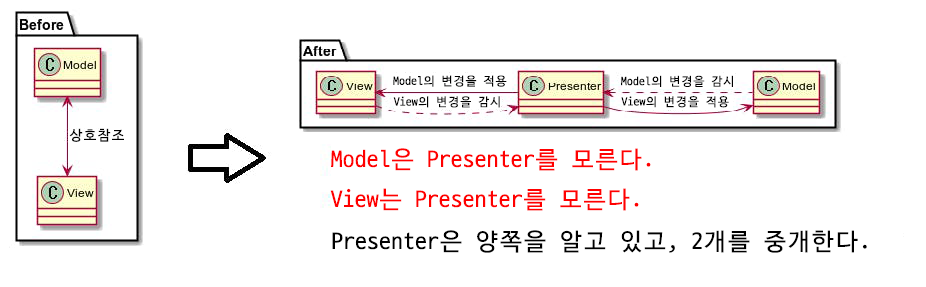 Before
C Model
상호참조
C View
After
C View
Model의 변경을 적용
View의 변경을 감시
C Presenter
Model의 변경을 감시
View의 변경을 적용
C Model
Model은 Presenter를 모른다.
View는 Presenter를 모른다.
Presenter은 양쪽을 알고 있고, 2개를 중개한다.